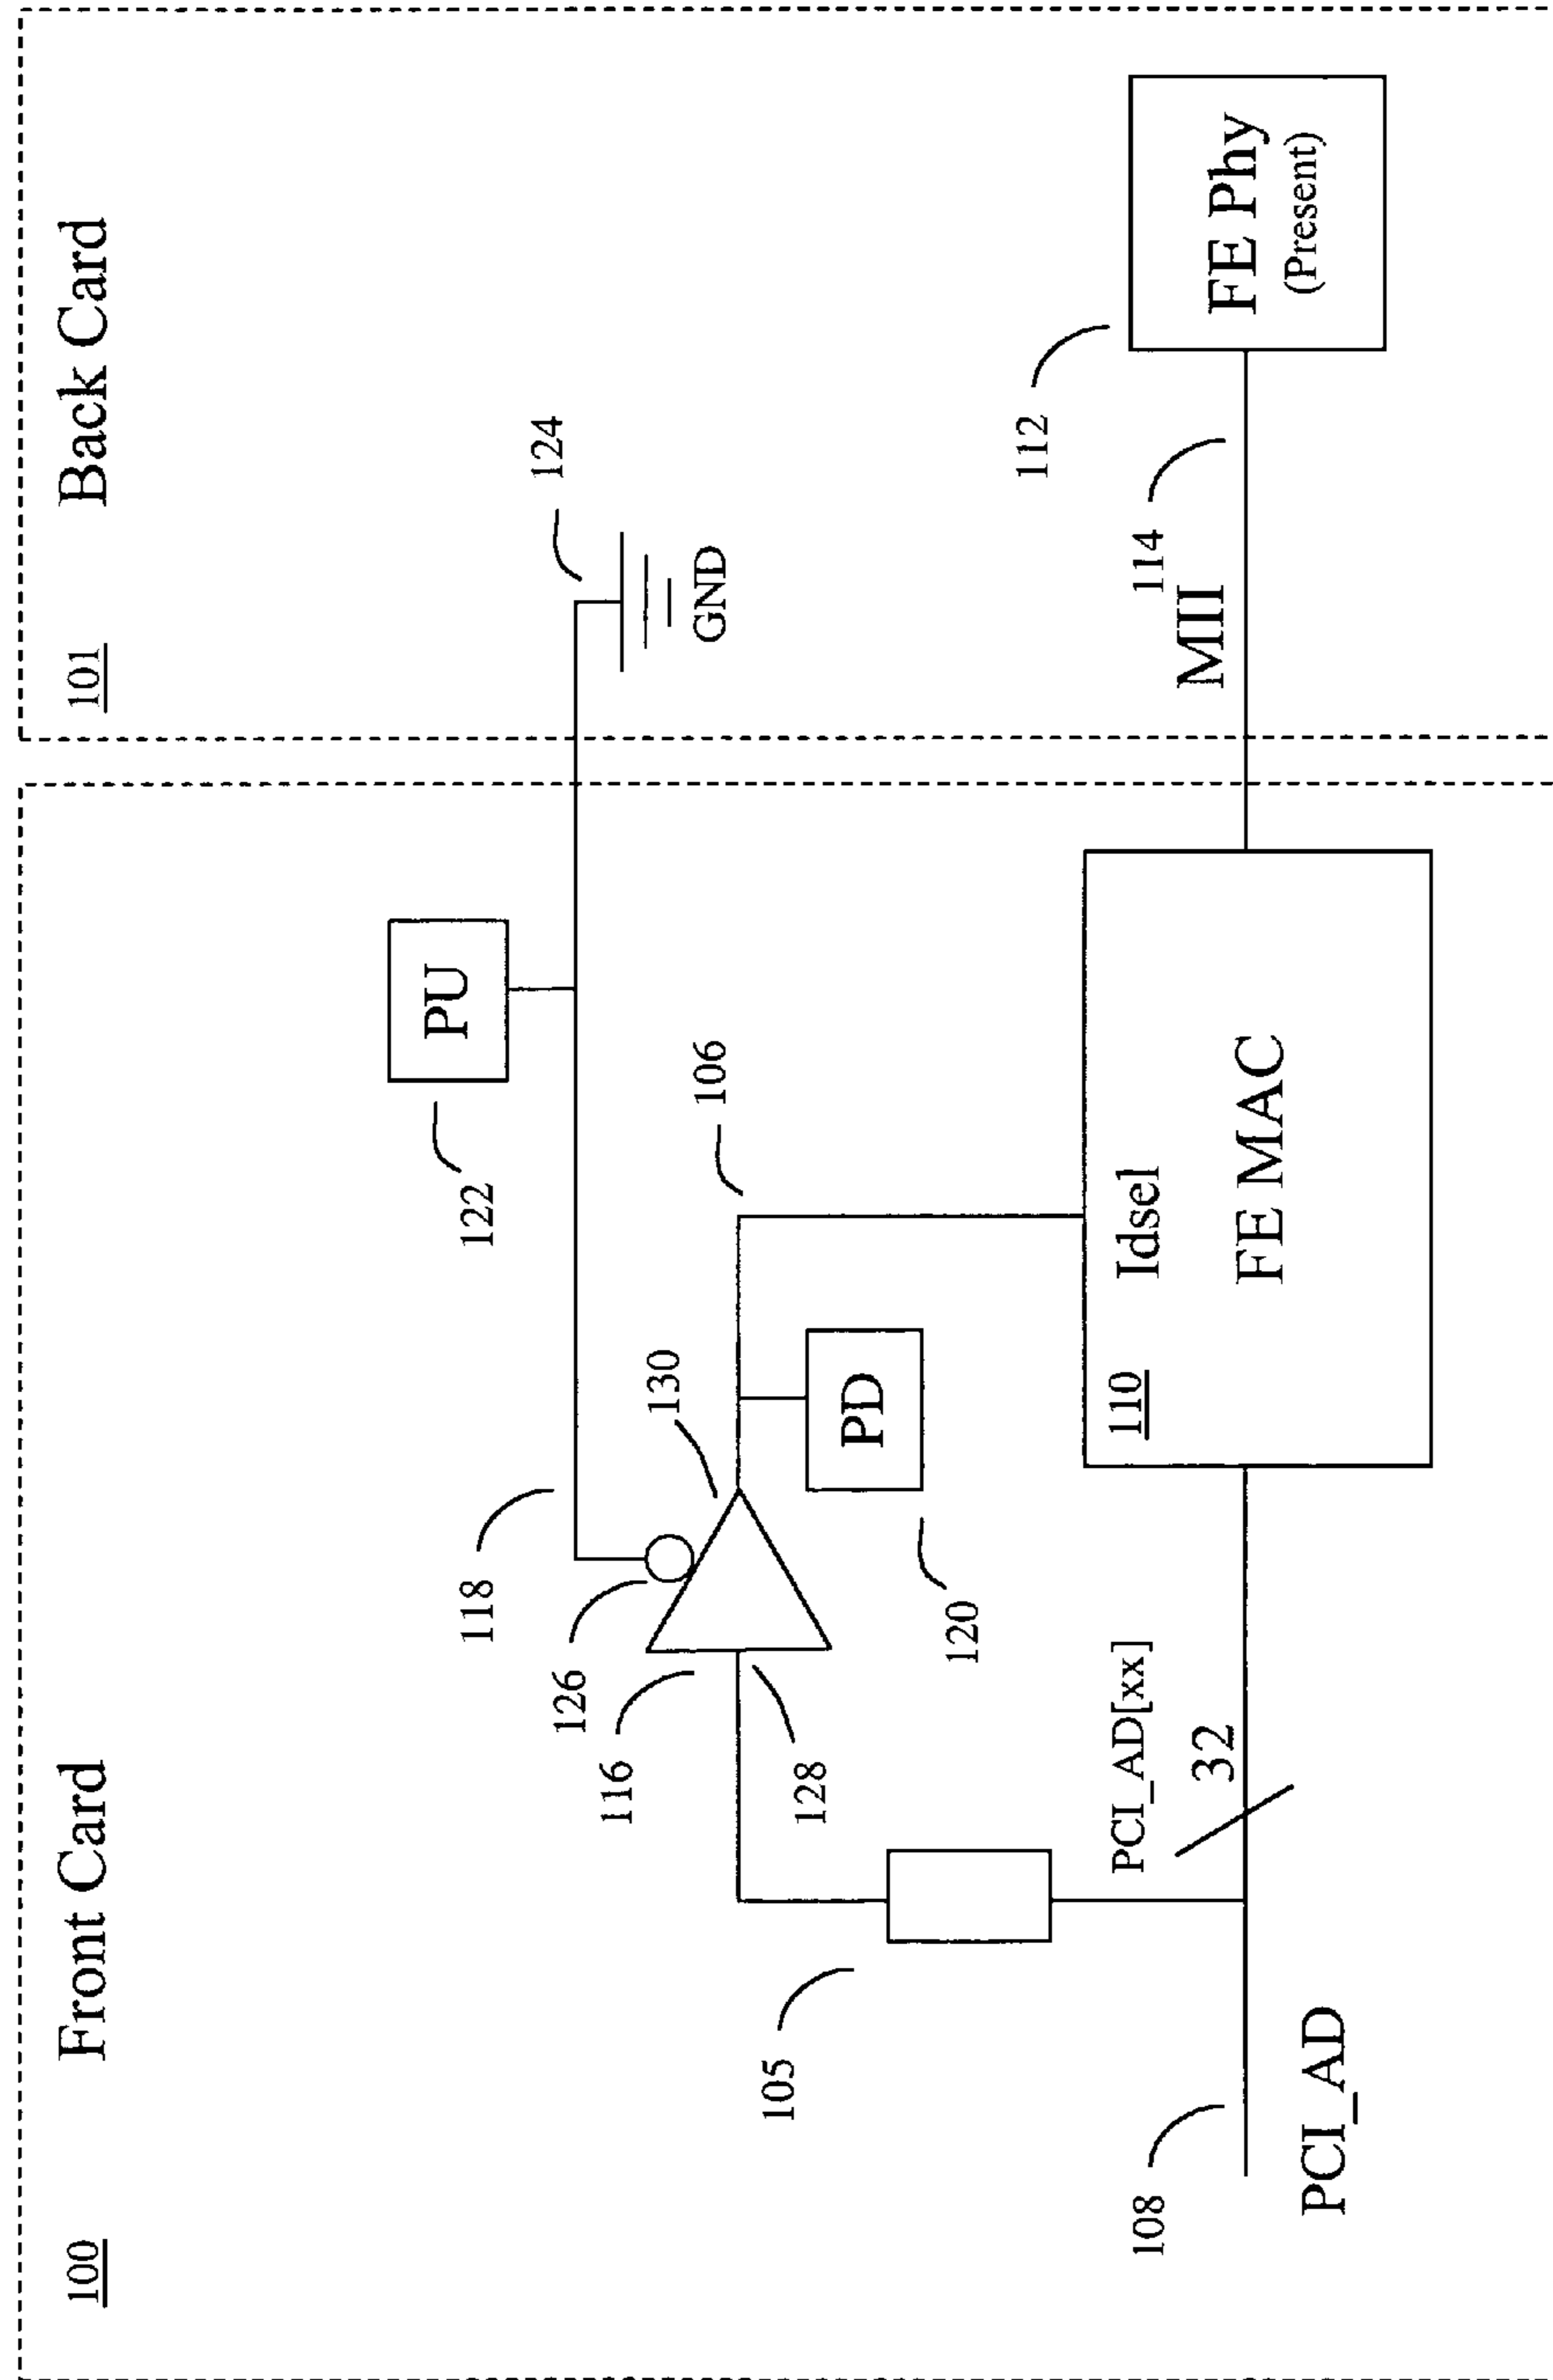 100
Front Card
101
Back Card
PU
122
124
GND
118
126
130
106
116
128
PD
120
105
112
FE Phy
(Present)
110
Idsel
FE MAC
PCI_AD[xx]
32
MII
114
108
PCI_AD